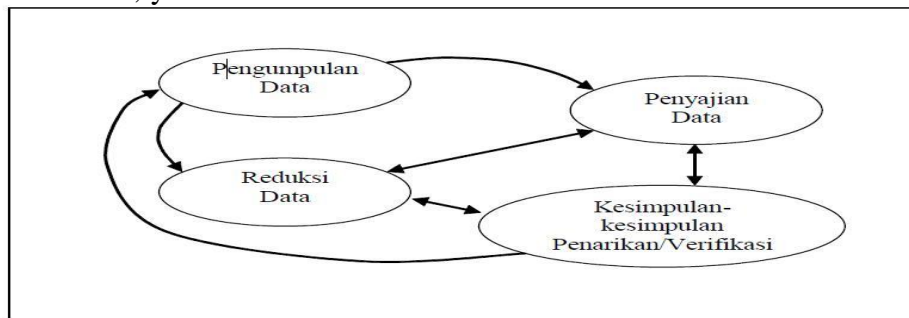 Pengumpulan
Data
Penyajian
Data
Reduksi
Data
Kesimpulan-
kesimpulan
Penarikan/Verifikasi